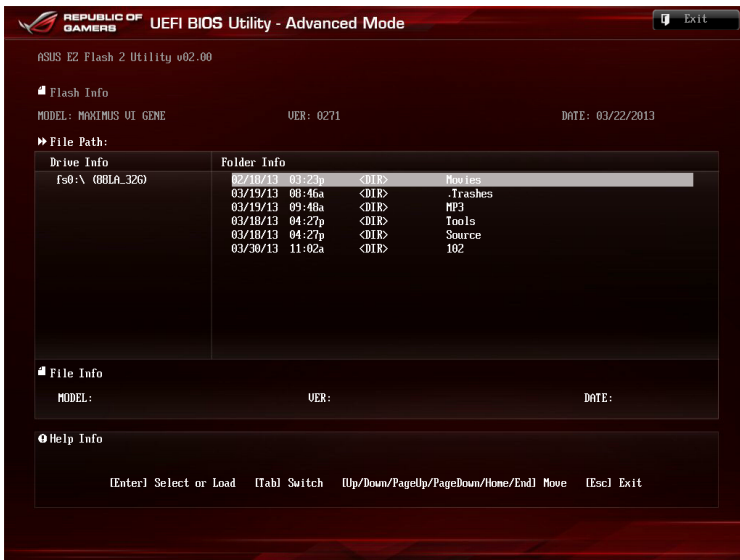 REPUBLIC OF GAMERS UEFI BIOS Utility - Advanced Mode Exit
ASUS EZ Flash 2 Utility v02.00
Flash Info
MODEL: MAXIMUS VI GENE VER: 0271 DATE: 03/22/2013
File Path:
Drive Info Folder Info
fs0:\ (88LA_32G) 02/18/13 03:23p <DIR> Movies
03/19/13 08:46a <DIR> .Trashes
03/19/13 09:48a <DIR> MP3
03/18/13 04:27p <DIR> Tools
03/18/13 04:27p <DIR> Source
03/30/13 11:02a <DIR> 102
File Info
MODEL: VER: DATE:
Help Info
[Enter] Select or Load [Tab] Switch [Up/Down/PageUp/PageDown/Home/End] Move [Esc] Exit